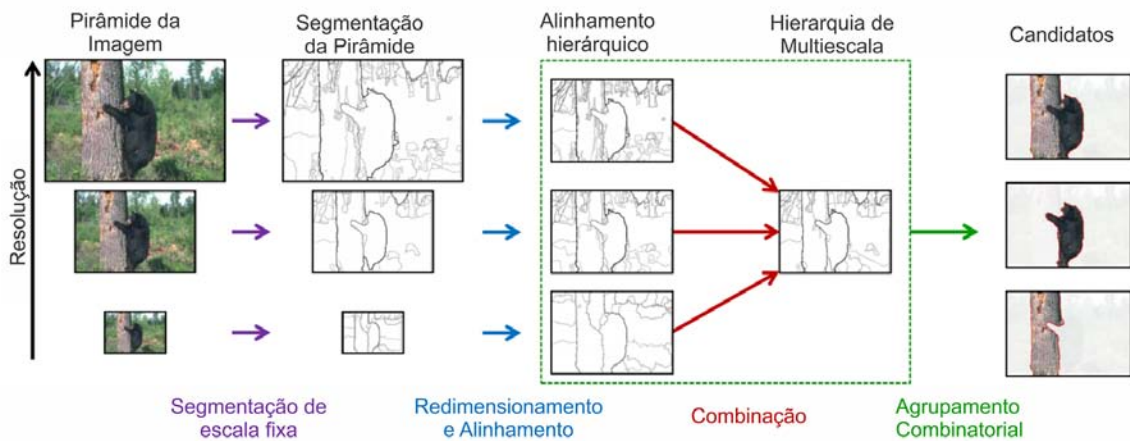 Pirâmide da
Imagem
Segmentação
da Pirâmide
Alinhamento
hierárquico
Hierarquia de
Multiescala
Candidatos
Resolução
Segmentação de
escala fixa
Redimensionamento
e Alinhamento
Combinação
Agrupamento
Combinatorial